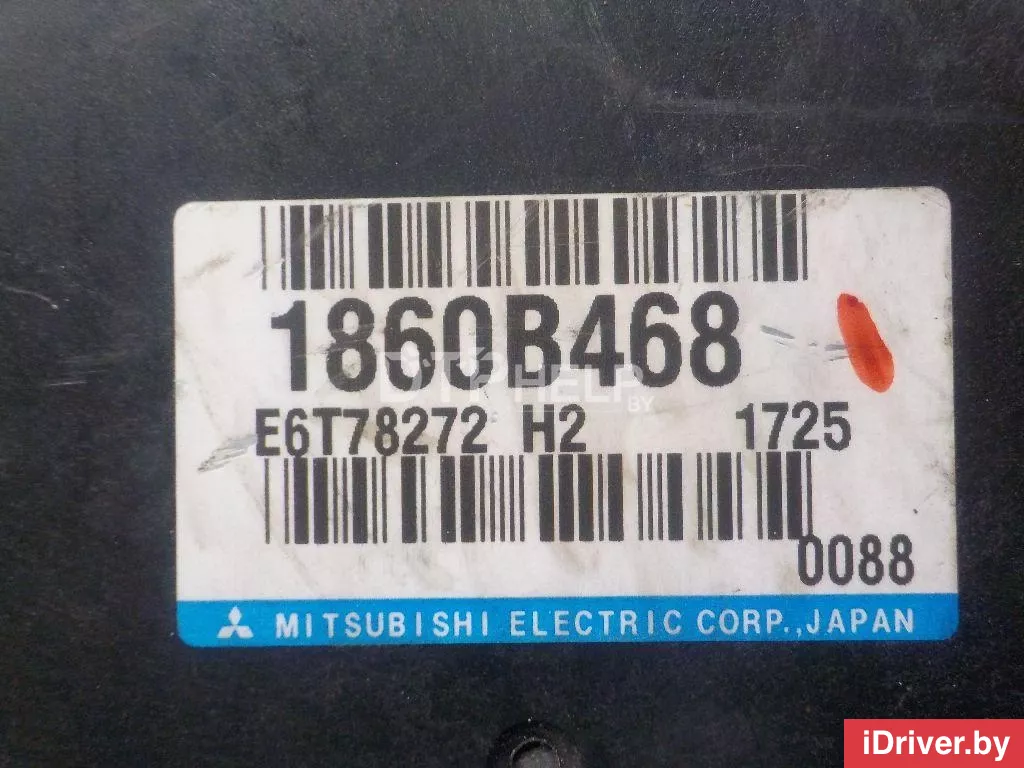 1860B468
DTP HELP
BY
E6T78272 H2 1725
0088
MITSUBISHI ELECTRIC CORP., JAPAN
iDriver.by